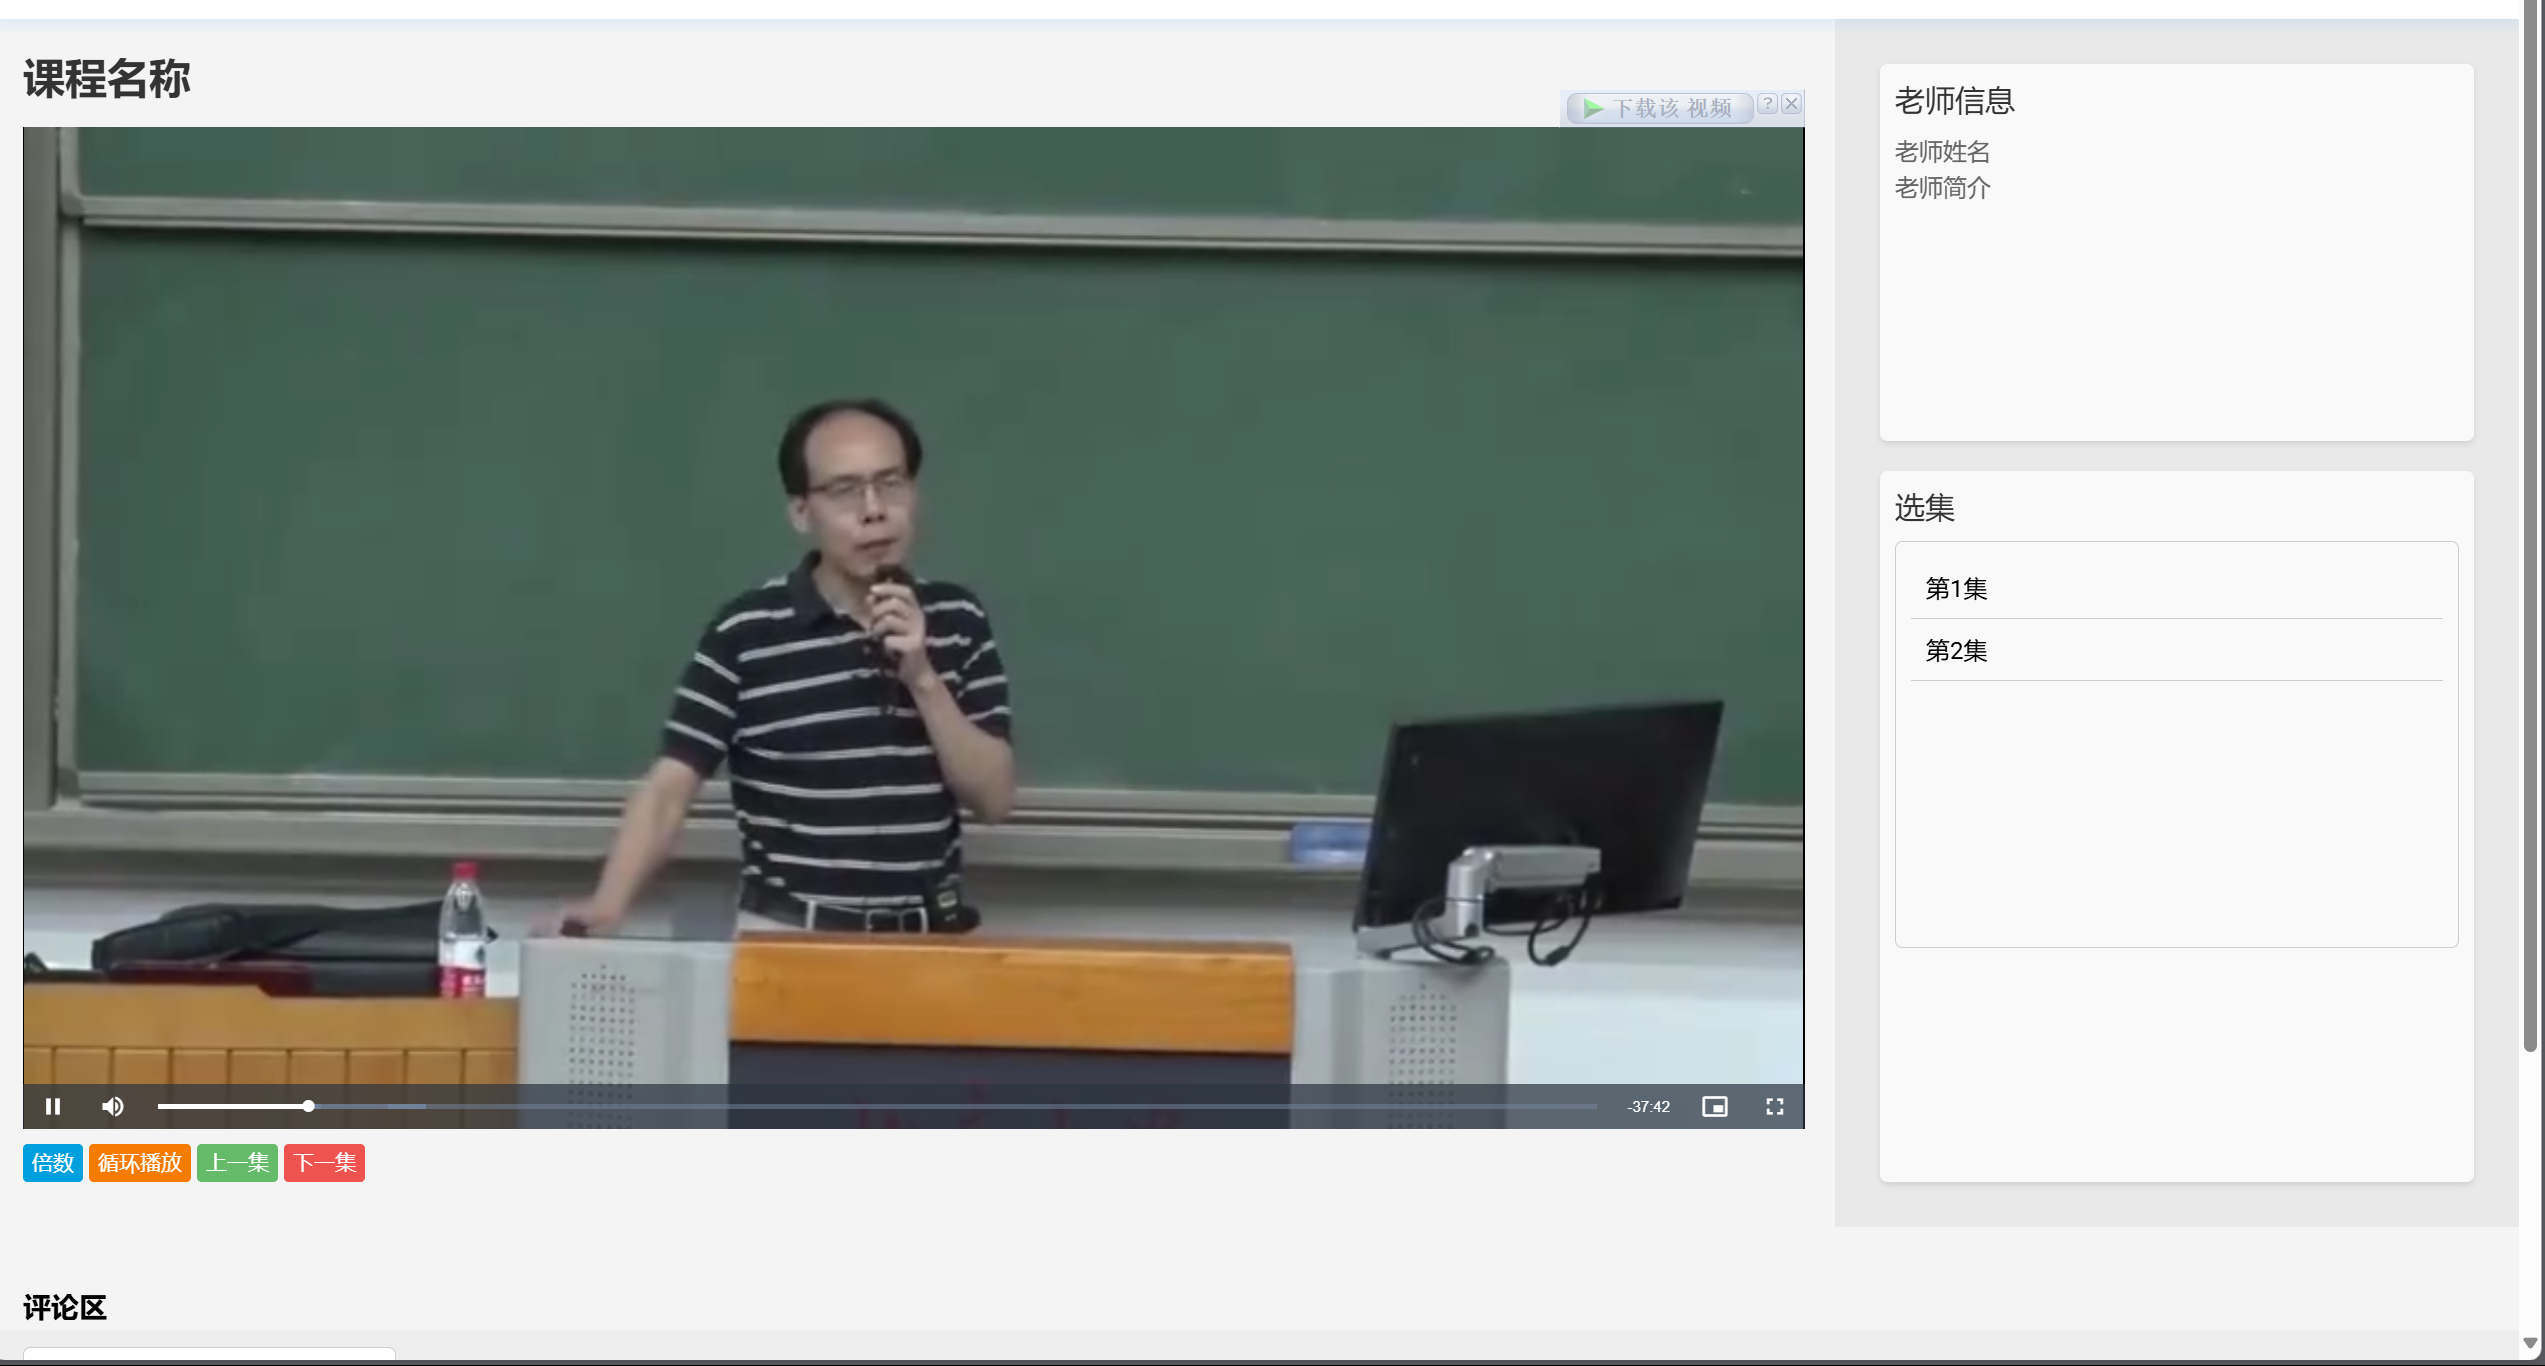 课程名称
下载该 视频
?
老师信息
老师姓名
老师简介
选集
第1集
第2集
-37:42
倍数
循环播放
上一集
下一集
评论区